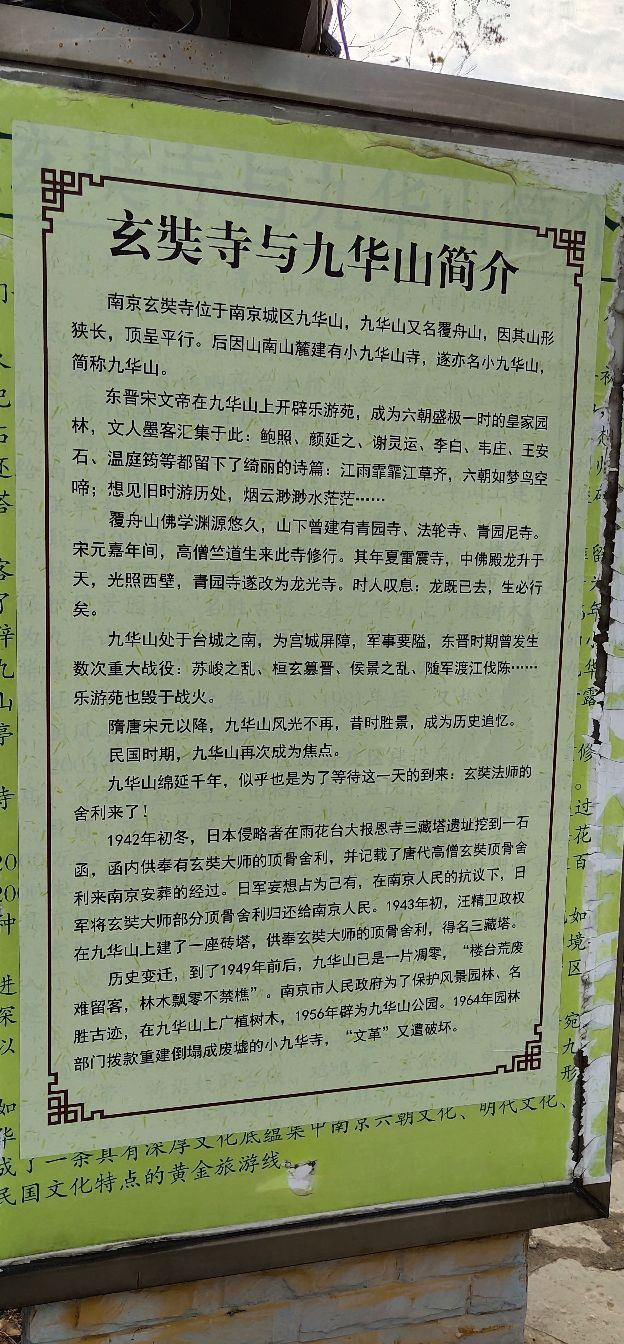 玄奘寺与九华山简介
南京玄奘寺位于南京城区九华山，九华山又名覆舟山，因其山形
狭长，顶呈平行。后因山南山麓建有小九华山寺，遂亦名小九华山，
简称九华山。
东晋宋文帝在九华山上开辟乐游苑，成为六朝盛极一时的皇家园
林，文人墨客汇集于此：鲍照、颜延之、谢灵运、李白、韦庄、王安
石、温庭筠等都留下了绮丽的诗篇：江雨霏霏江草齐，六朝如梦鸟空
啼；想见旧时游历处，烟云渺渺水茫茫……
覆舟山佛学渊源悠久，山下曾建有青园寺、法轮寺、青园尼寺。
宋元嘉年间，高僧竺道生来此寺修行。其年夏雷震寺，中佛殿龙升于
天，光照西壁，青园寺遂改为龙光寺。时人叹息：龙既已去，生必行
矣。
九华山处于台城之南，为宫城屏障，军事要隘，东晋时期曾发生
数次重大战役：苏峻之乱、桓玄篡晋、侯景之乱、随军渡江伐陈……
乐游苑也毁于战火。
隋唐宋元以降，九华山风光不再，昔时胜景，成为历史追忆。
民国时期，九华山再次成为焦点。
九华山绵延千年，似乎也是为了等待这一天的到来：玄奘法师的
舍利来了！
1942年初冬，日本侵略者在雨花台大报恩寺三藏塔遗址挖到一石
函，函内供奉有玄奘大师的顶骨舍利，并记载了唐代高僧玄奘顶骨舍
利来南京安葬的经过。日军妄想占为己有，在南京人民的抗议下，日
军将玄奘大师部分顶骨舍利归还给南京人民。1943年初，汪精卫政权
在九华山上建了一座砖塔，供奉玄奘大师的顶骨舍利，得名三藏塔。
历史变迁，到了1949年前后，九华山已是一片凋零，“楼台荒废
难留客，林木飘零不禁樵”。南京市人民政府为了保护风景园林、名
胜古迹，在九华山上广植树木，1956年辟为九华山公园。1964年园林
部门拨款重建倒塌成废墟的小九华寺，“文革”又遭破坏。
成了一条具有深厚文化底蕴集中南京六朝文化、明代文化、
民国文化特点的黄金旅游线。